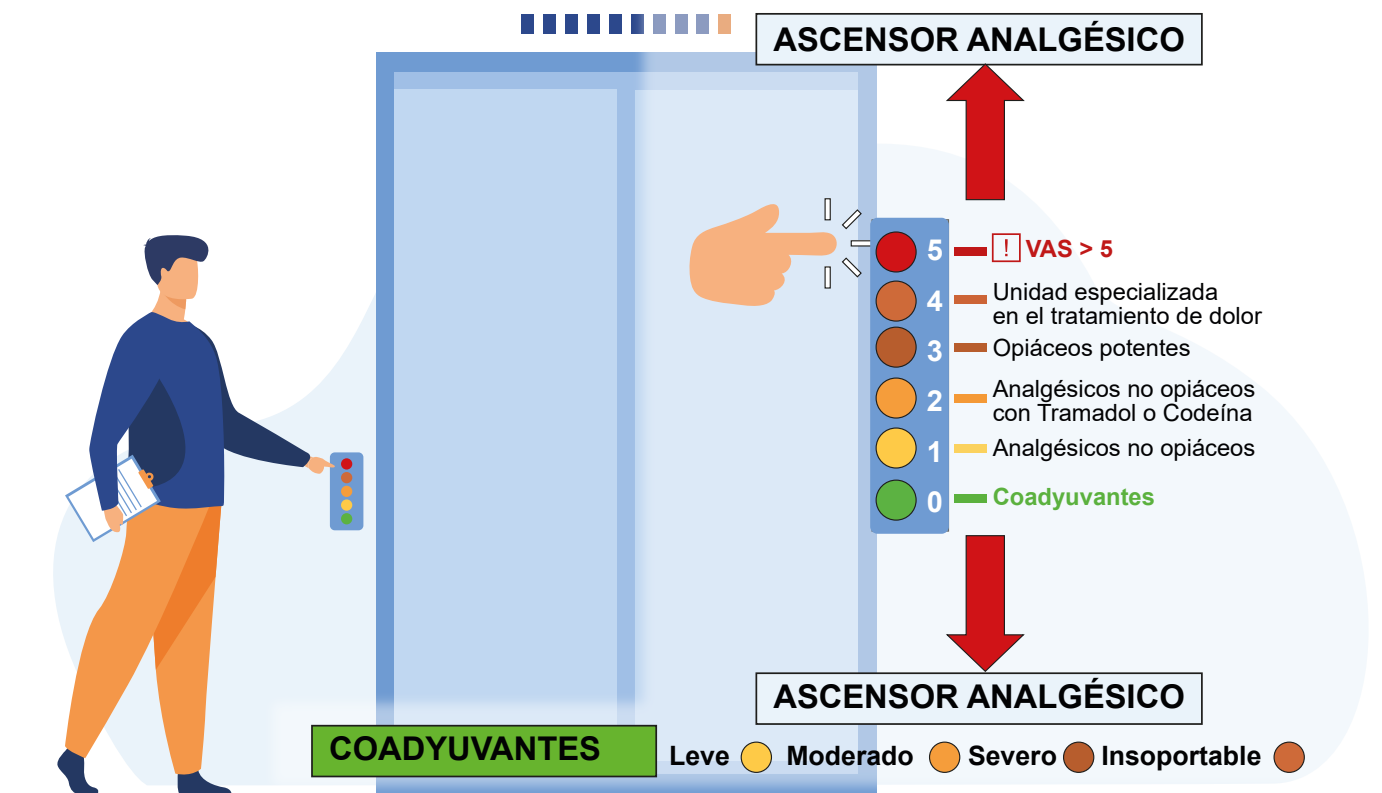 ASCENSOR ANALGÉSICO
5
! VAS > 5
4
Unidad especializada
en el tratamiento de dolor
3
Opiáceos potentes
2
Analgésicos no opiáceos
con Tramadol o Codeína
1
Analgésicos no opiáceos
0
Coadyuvantes
ASCENSOR ANALGÉSICO
COADYUVANTES
Leve Moderado Severo Insoportable